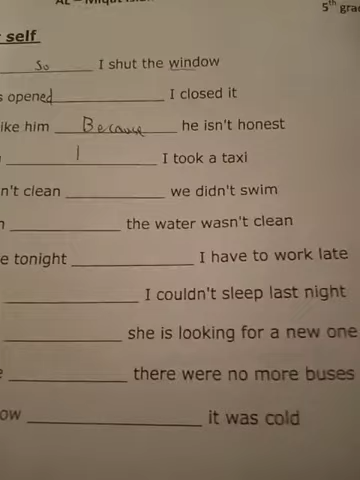 5th gra
self
so I shut the window
opened I closed it
ike him Because he isn't honest
I I took a taxi
n't clean we didn't swim
the water wasn't clean
e tonight I have to work late
I couldn't sleep last night
she is looking for a new one
e there were no more buses
ow it was cold